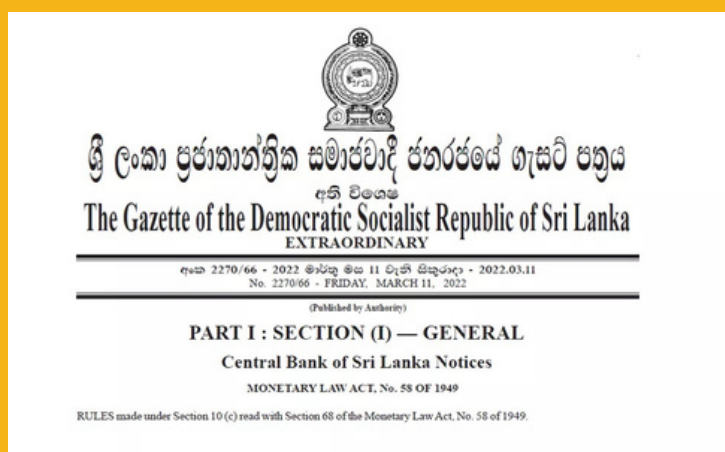 ශ්‍රී ලංකා ප්‍රජාතාන්ත්‍රික සමාජවාදී ජනරජයේ ගැසට් පත්‍රය
අති විශෙෂ
The Gazette of the Democratic Socialist Republic of Sri Lanka
EXTRAORDINARY
අංක 2270/66 - 2022 මාර්තු මස 11 වැනි සිකුරාදා - 2022.03.11
No. 2270/66 - FRIDAY, MARCH 11, 2022
(Published by Authority)
PART I : SECTION (I) — GENERAL
Central Bank of Sri Lanka Notices
MONETARY LAW ACT, No. 58 OF 1949
RULES made under Section 10 (c) read with Section 68 of the Monetary Law Act, No. 58 of 1949.